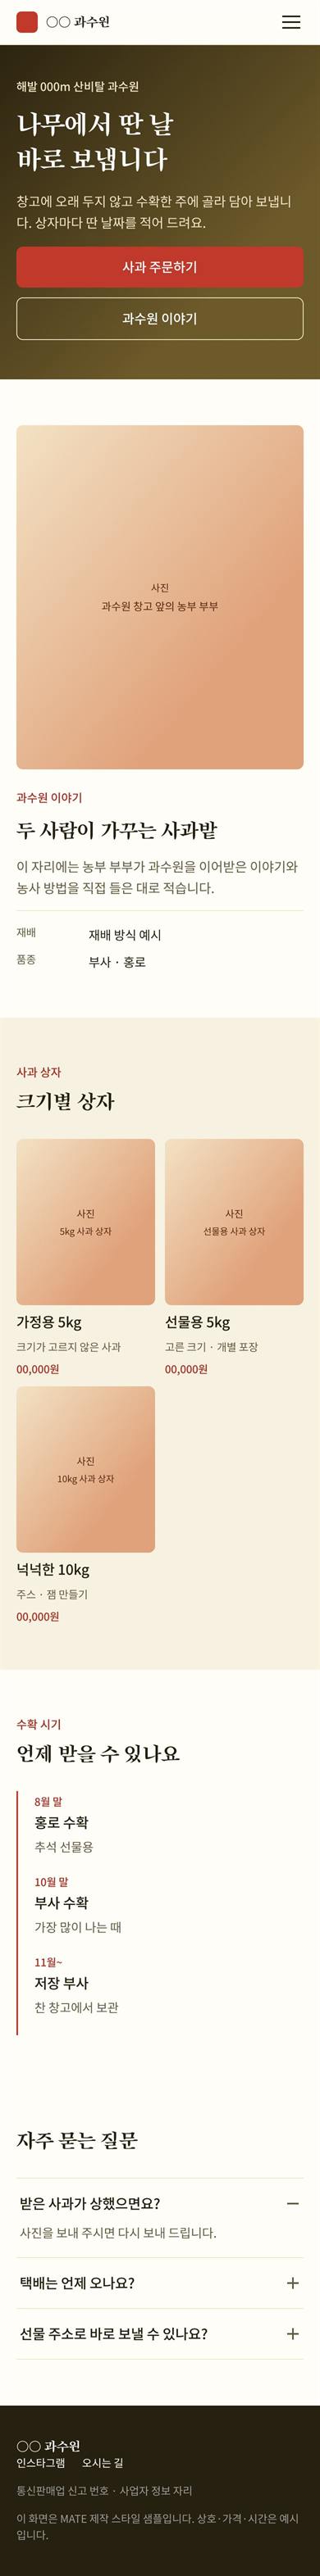 ○○ 과수원
해발 000m 산비탈 과수원
나무에서 딴 날
바로 보냅니다
창고에 오래 두지 않고 수확한 주에 골라 담아 보냅니
다. 상자마다 딴 날짜를 적어 드려요.
사과 주문하기
과수원 이야기
사진
과수원 창고 앞의 농부 부부
과수원 이야기
두 사람이 가꾸는 사과밭
이 자리에는 농부 부부가 과수원을 이어받은 이야기와
농사 방법을 직접 들은 대로 적습니다.
재배 재배 방식 예시
품종 부사 · 홍로
사과 상자
크기별 상자
사진
5kg 사과 상자
가정용 5kg
크기가 고르지 않은 사과
00,000원
사진
선물용 사과 상자
선물용 5kg
고른 크기 · 개별 포장
00,000원
사진
10kg 사과 상자
넉넉한 10kg
주스 · 잼 만들기
00,000원
수확 시기
언제 받을 수 있나요
8월 말
홍로 수확
추석 선물용
10월 말
부사 수확
가장 많이 나는 때
11월~
저장 부사
찬 창고에서 보관
자주 묻는 질문
받은 사과가 상했으면요?
사진을 보내 주시면 다시 보내 드립니다.
택배는 언제 오나요?
선물 주소로 바로 보낼 수 있나요?
○○ 과수원
인스타그램 오시는 길
통신판매업 신고 번호 · 사업자 정보 자리
이 화면은 MATE 제작 스타일 샘플입니다. 상호·가격·시간은 예시
입니다.